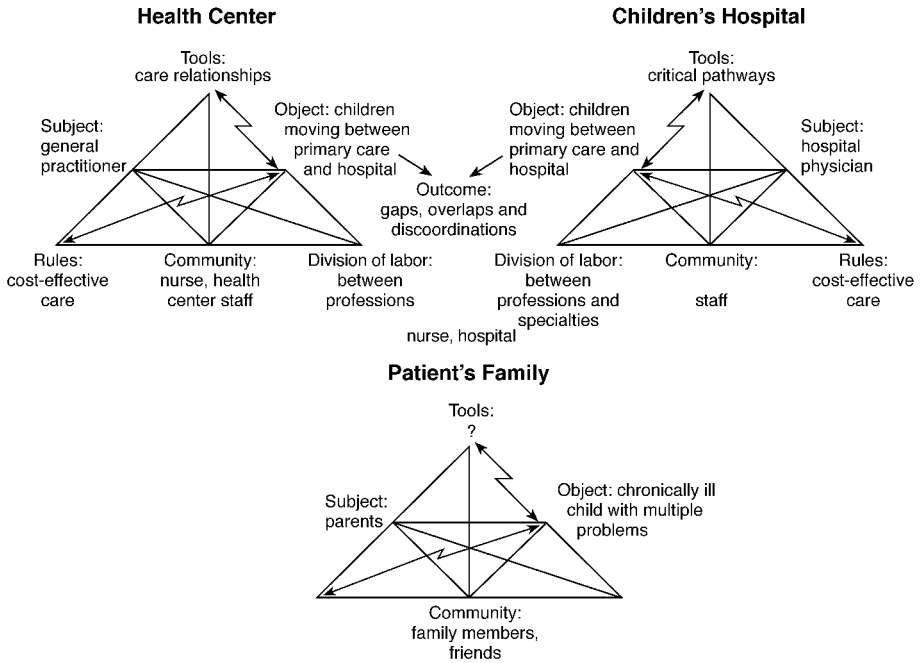 Health Center
Children's Hospital
Tools:
care relationships
Tools:
critical pathways
Subject:
general
practitioner
Object: children
moving between
primary care
and hospital
Object: children
moving between
primary care and
hospital
Subject:
hospital
physician
Outcome:
gaps, overlaps and
discoordinations
Rules:
cost-effective
care
Community:
nurse, health
center staff
Division of labor:
between
professions
Division of labor:
between
professions and
specialties
Community:
staff
Rules:
cost-effective
care
nurse, hospital
Patient's Family
Tools:
?
Subject:
parents
Object: chronically ill
child with multiple
problems
Community:
family members,
friends